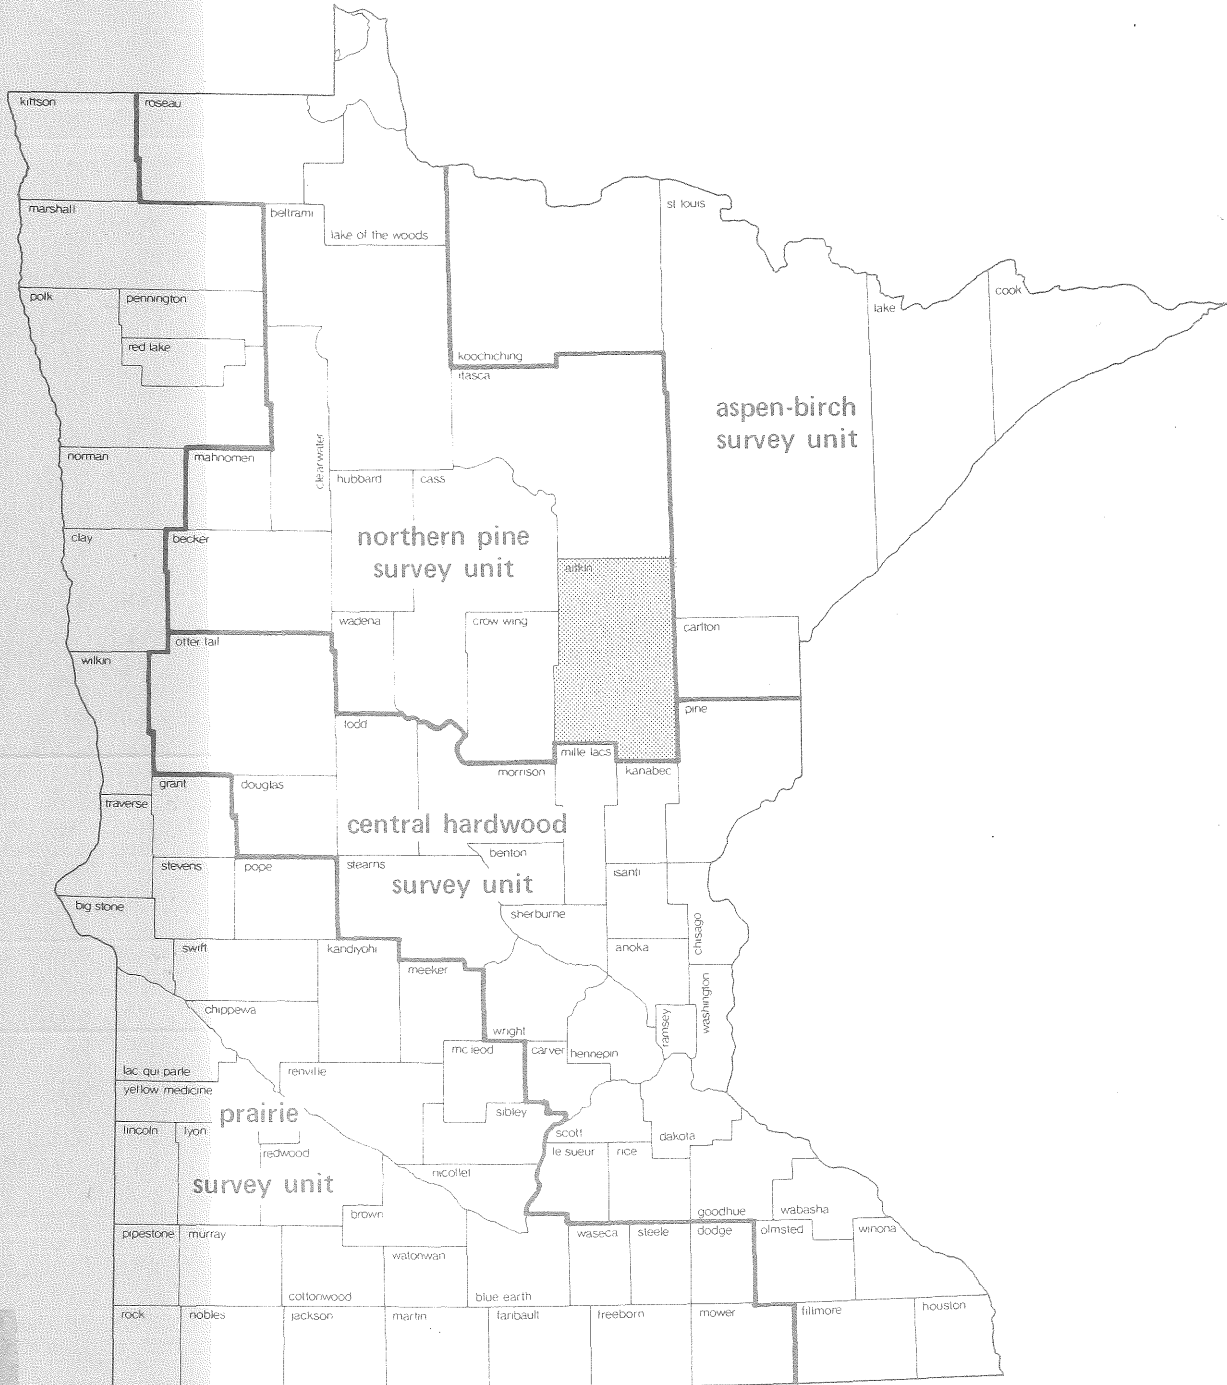 kittson
roseau
marshall
beltrami
lake of the woods
st louis
polk
pennington
lake
cook
red lake
koochiching
itasca
aspen-birch
survey unit
norman
mahnomen
clearwater
hubbard
cass
northern pine
survey unit
clay
becker
aitkin
wadena
crow wing
carlton
otter tail
wilkin
pine
todd
mille lacs
morrison
kanabec
grant
douglas
traverse
central hardwood
survey unit
benton
stevens
pope
stearns
isanti
big stone
sherburne
chisago
swift
kandiyohi
anoka
meeker
washington
chippewa
ramsey
wright
mc leod
carver
hennepin
lac qui parle
renville
yellow medicine
prairie
survey unit
sibley
lincoln
lyon
scott
dakota
redwood
le sueur
rice
nicollet
brown
goodhue
wabasha
pipestone
murray
waseca
steele
dodge
olmsted
winona
watonwan
cottonwood
blue earth
rock
nobles
jackson
martin
faribault
freeborn
mower
fillmore
houston